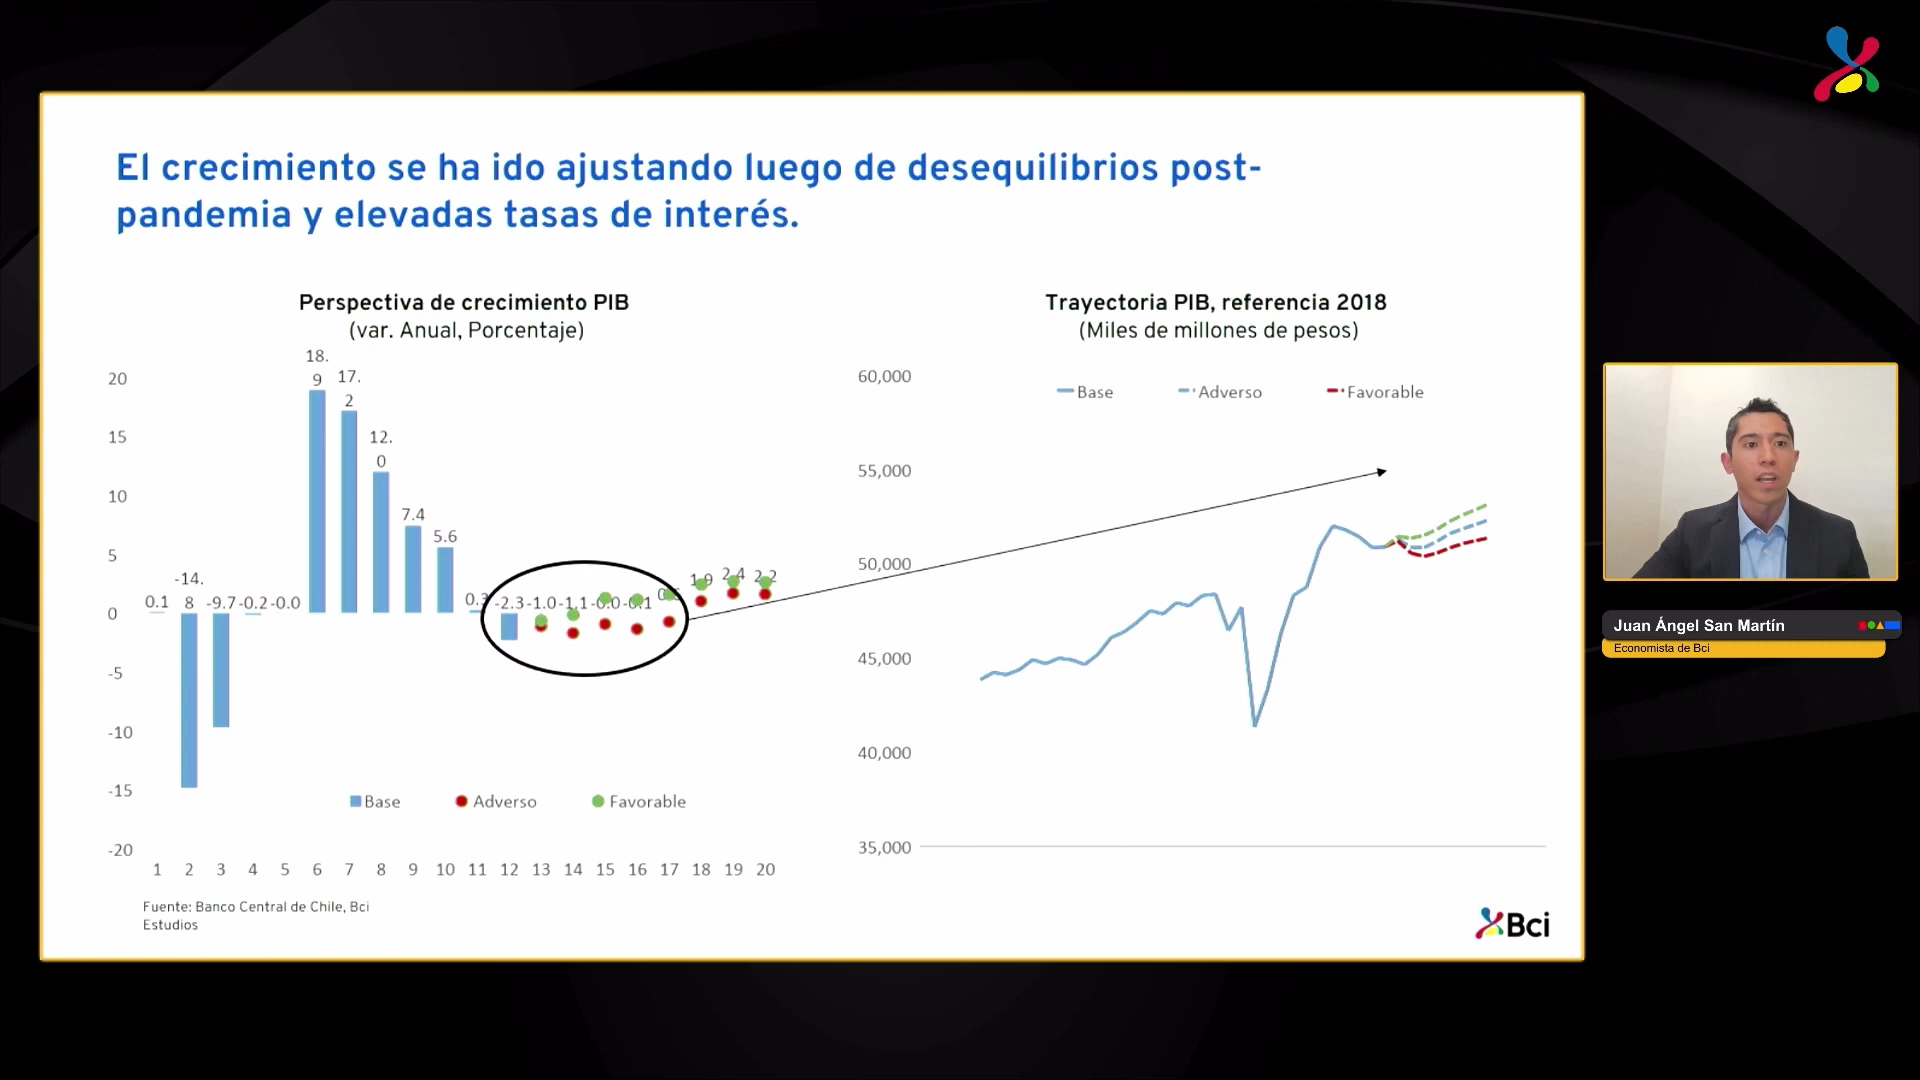 El crecimiento se ha ido ajustando luego de desequilibrios post-
pandemia y elevadas tasas de interés.
Perspectiva de crecimiento PIB
(var. Anual, Porcentaje)
20
15
10
5
0
-5
-10
-15
-20
0.1
-14.
8
-9.7
-0.2
-0.0
18.
9
17.
2
12.
0
7.4
5.6
-2.3
-1.0
-1.1
-0.0
-0.1
1.9
2.4
2.2
Base
Adverso
Favorable
1 2 3 4 5 6 7 8 9 10 11 12 13 14 15 16 17 18 19 20
Fuente: Banco Central de Chile, Bci
Estudios
Trayectoria PIB, referencia 2018
(Miles de millones de pesos)
60,000
55,000
50,000
45,000
40,000
35,000
Base
Adverso
Favorable
Bci
Juan Ángel San Martín
Economista de Bci